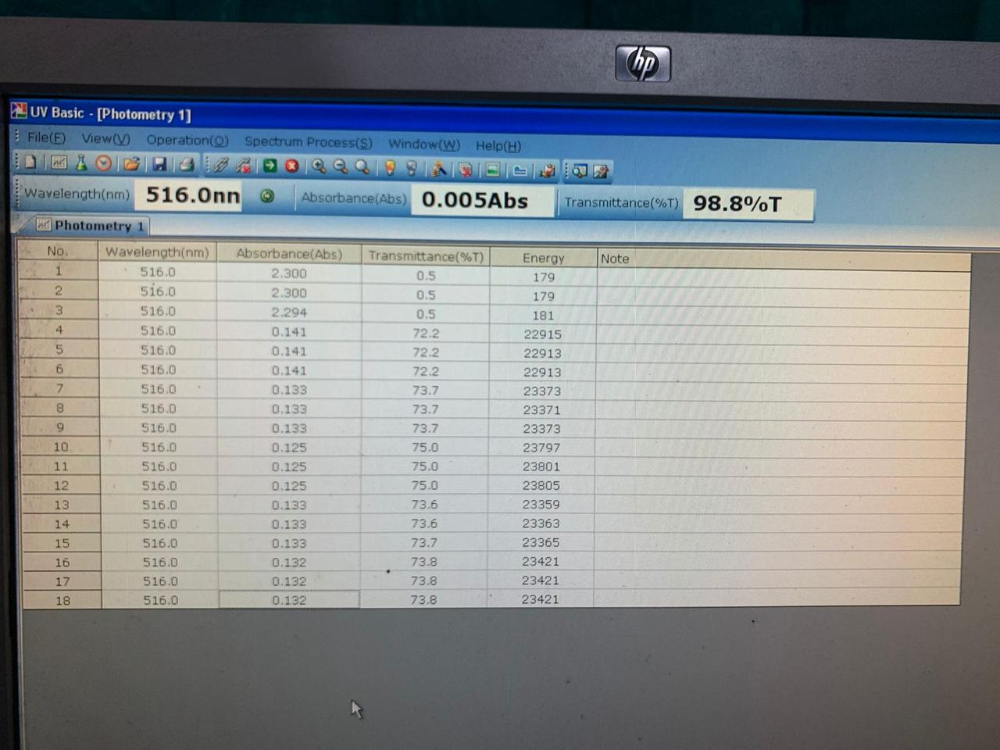 hp
UV Basic - [Photometry 1]
File(F) View(V) Operation(O) Spectrum Process(S) Window(W) Help(H)
Wavelength(nm) 516.0nn Absorbance(Abs) 0.005Abs Transmittance(%T) 98.8%T
Photometry 1
No. Wavelength(nm) Absorbance(Abs) Transmittance(%T) Energy Note
1 516.0 2.300 0.5 179
2 516.0 2.300 0.5 179
3 516.0 2.294 0.5 181
4 516.0 0.141 72.2 22915
5 516.0 0.141 72.2 22913
6 516.0 0.141 72.2 22913
7 516.0 0.133 73.7 23373
8 516.0 0.133 73.7 23371
9 516.0 0.133 73.7 23373
10 516.0 0.125 75.0 23797
11 516.0 0.125 75.0 23801
12 516.0 0.125 75.0 23805
13 516.0 0.133 73.6 23359
14 516.0 0.133 73.6 23363
15 516.0 0.133 73.7 23365
16 516.0 0.132 73.8 23421
17 516.0 0.132 73.8 23421
18 516.0 0.132 73.8 23421